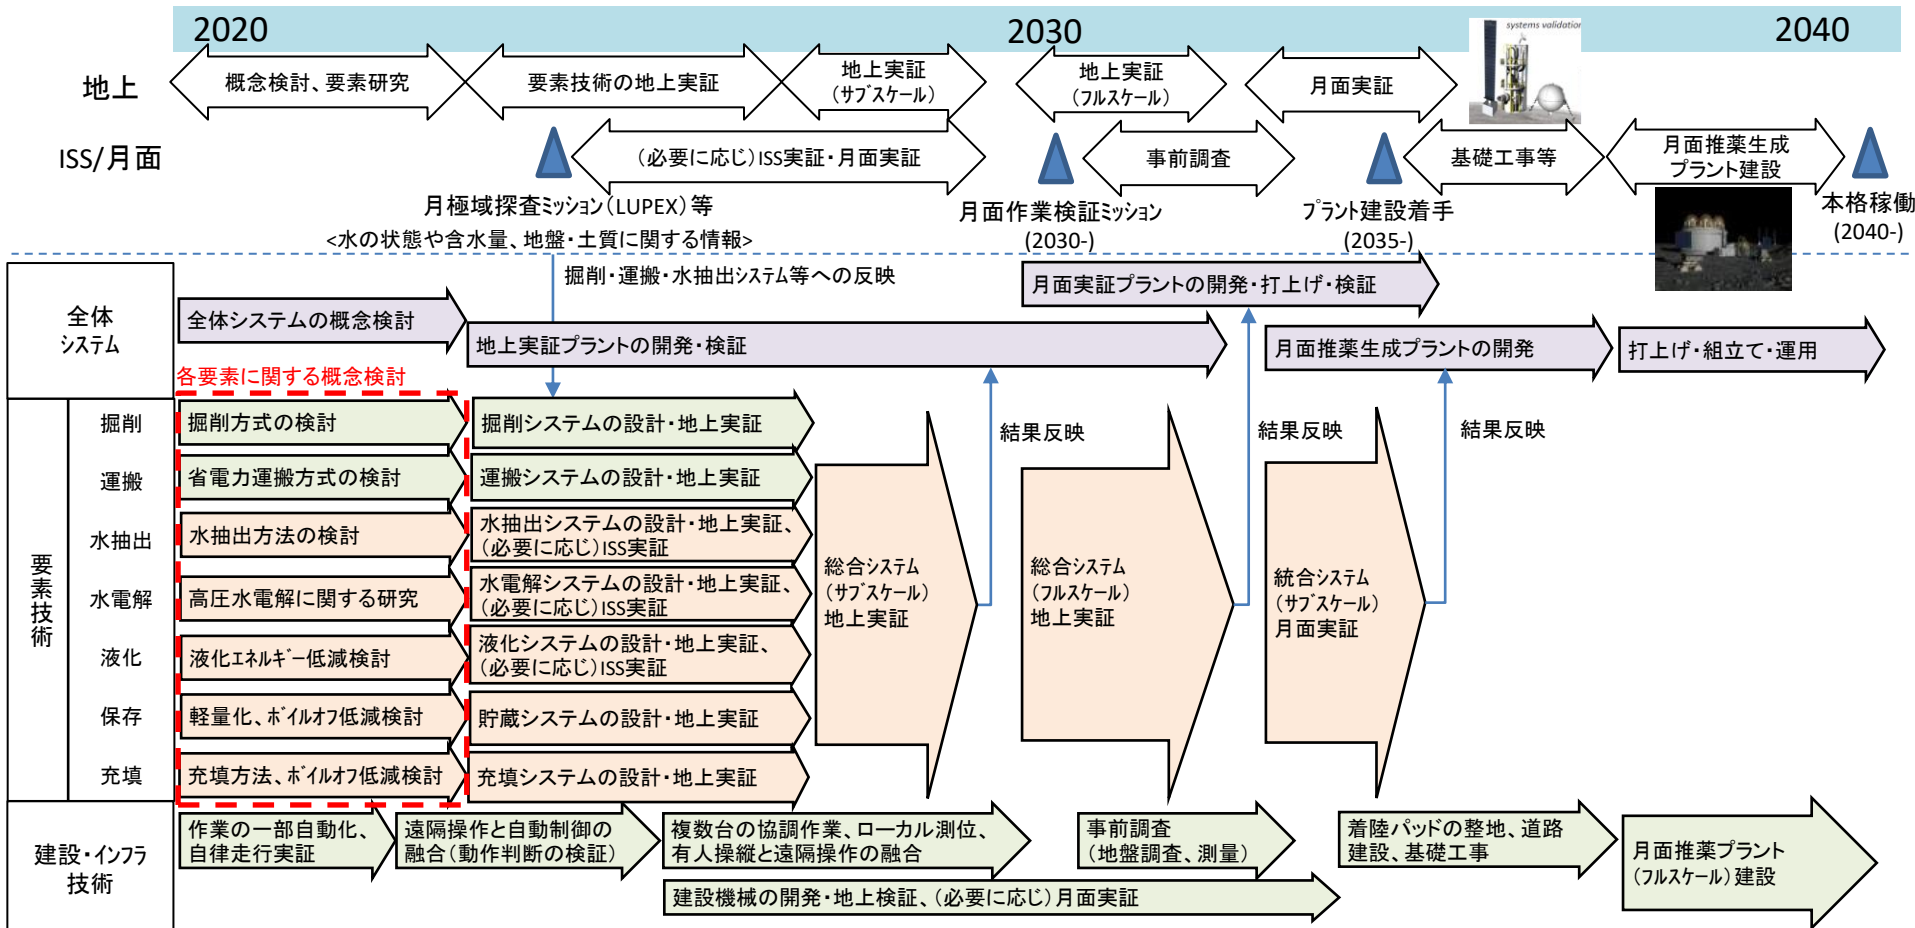 2020
2030
2040
systems validation
地上
概念検討、要素研究
要素技術の地上実証
地上実証
(ｻﾌﾞｽｹｰﾙ)
地上実証
(ﾌﾙｽｹｰﾙ)
月面実証
ISS/月面
(必要に応じ)ISS実証・月面実証
事前調査
基礎工事等
月面推薬生成
プラント建設
月極域探査ﾐｯｼｮﾝ(LUPEX)等
<水の状態や含水量、地盤・土質に関する情報>
月面作業検証ミッション
(2030-)
ﾌﾟﾗﾝﾄ建設着手
(2035-)
本格稼働
(2040-)
掘削・運搬・水抽出システム等への反映
全体
ｼｽﾃﾑ
全体システムの概念検討
地上実証プラントの開発・検証
月面実証プラントの開発・打上げ・検証
月面推薬生成プラントの開発
打上げ・組立て・運用
各要素に関する概念検討
要素技術
掘削
掘削方式の検討
掘削システムの設計・地上実証
運搬
省電力運搬方式の検討
運搬システムの設計・地上実証
水抽出
水抽出方法の検討
水抽出システムの設計・地上実証、
(必要に応じ)ISS実証
水電解
高圧水電解に関する研究
水電解システムの設計・地上実証、
(必要に応じ)ISS実証
液化
液化ｴﾈﾙｷﾞｰ低減検討
液化システムの設計・地上実証、
(必要に応じ)ISS実証
保存
軽量化、ﾎﾞｲﾙｵﾌ低減検討
貯蔵システムの設計・地上実証
充填
充填方法、ﾎﾞｲﾙｵﾌ低減検討
充填システムの設計・地上実証
総合ｼｽﾃﾑ
(ｻﾌﾞｽｹｰﾙ)
地上実証
結果反映
総合ｼｽﾃﾑ
(ﾌﾙｽｹｰﾙ)
地上実証
結果反映
統合ｼｽﾃﾑ
(ｻﾌﾞｽｹｰﾙ)
月面実証
結果反映
建設・インフラ
技術
作業の一部自動化、
自律走行実証
遠隔操作と自動制御の
融合(動作判断の検証)
複数台の協調作業、ローカル測位、
有人操縦と遠隔操作の融合
事前調査
(地盤調査、測量)
着陸パッドの整地、道路
建設、基礎工事
月面推薬プラント
(ﾌﾙｽｹｰﾙ)建設
建設機械の開発・地上検証、(必要に応じ)月面実証